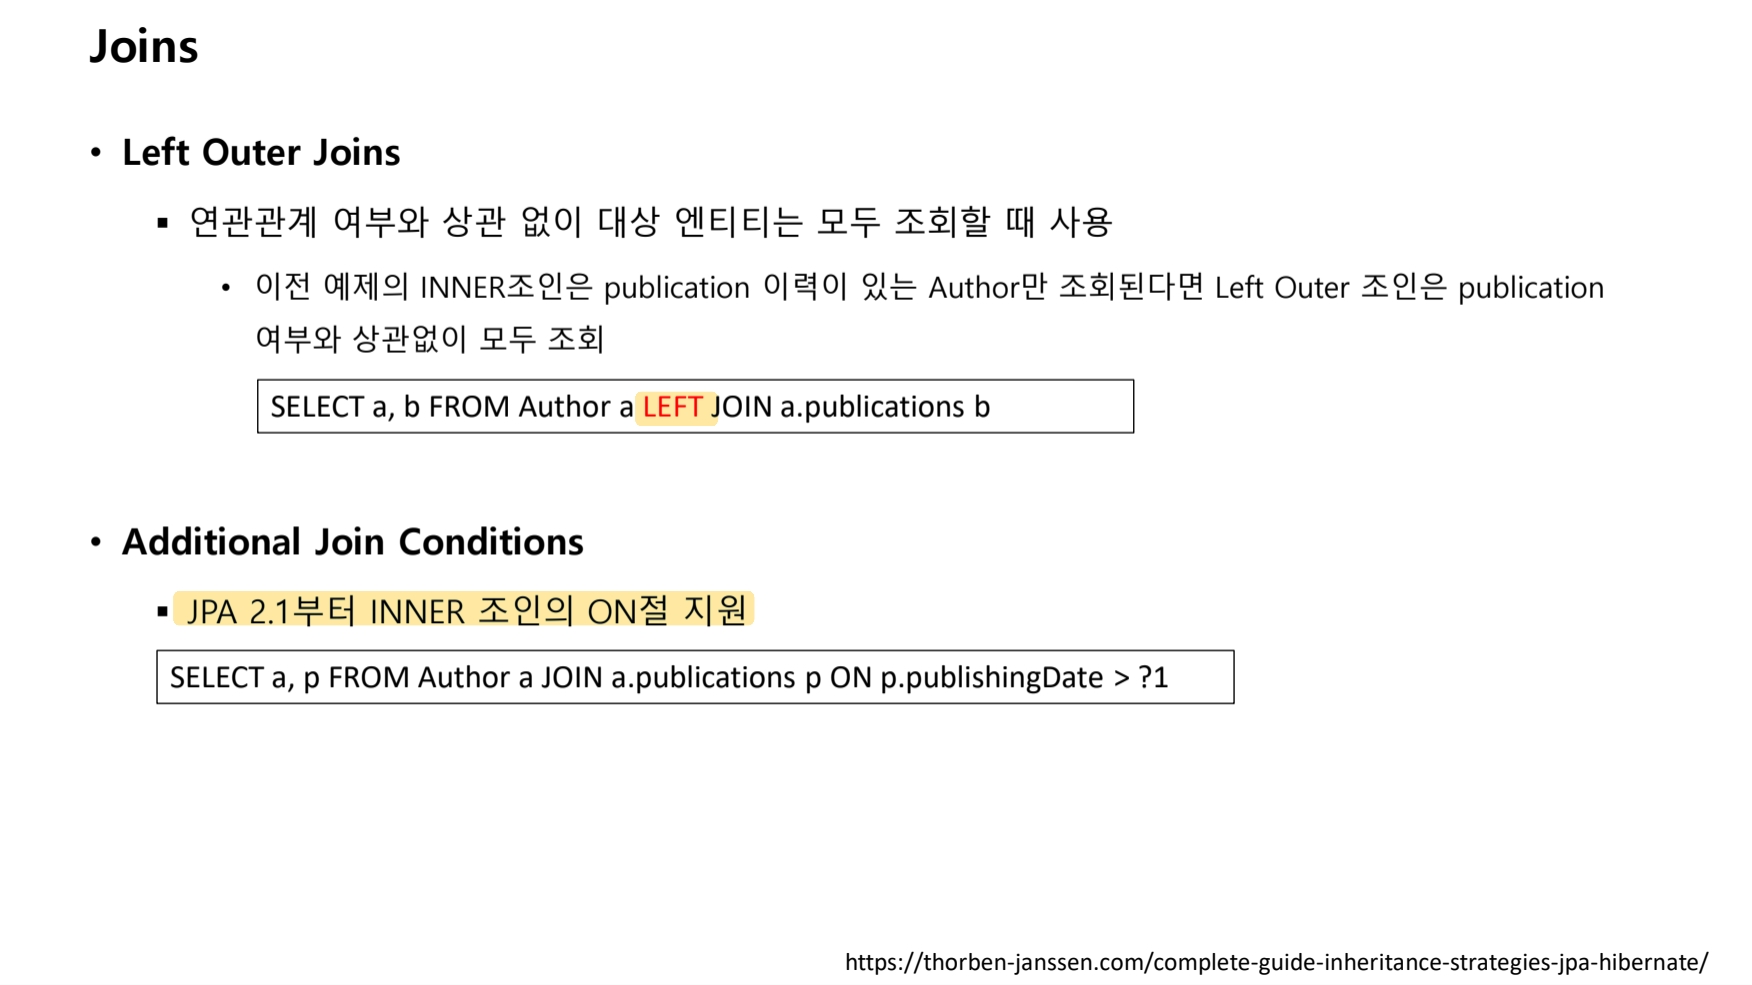 Joins
• Left Outer Joins
▪ 연관관계 여부와 상관 없이 대상 엔티티는 모두 조회할 때 사용
• 이전 예제의 INNER조인은 publication 이력이 있는 Author만 조회된다면 Left Outer 조인은 publication
여부와 상관없이 모두 조회
SELECT a, b FROM Author a LEFT JOIN a.publications b
• Additional Join Conditions
▪ JPA 2.1부터 INNER 조인의 ON절 지원
SELECT a, p FROM Author a JOIN a.publications p ON p.publishingDate > ?1
https://thorben-janssen.com/complete-guide-inheritance-strategies-jpa-hibernate/